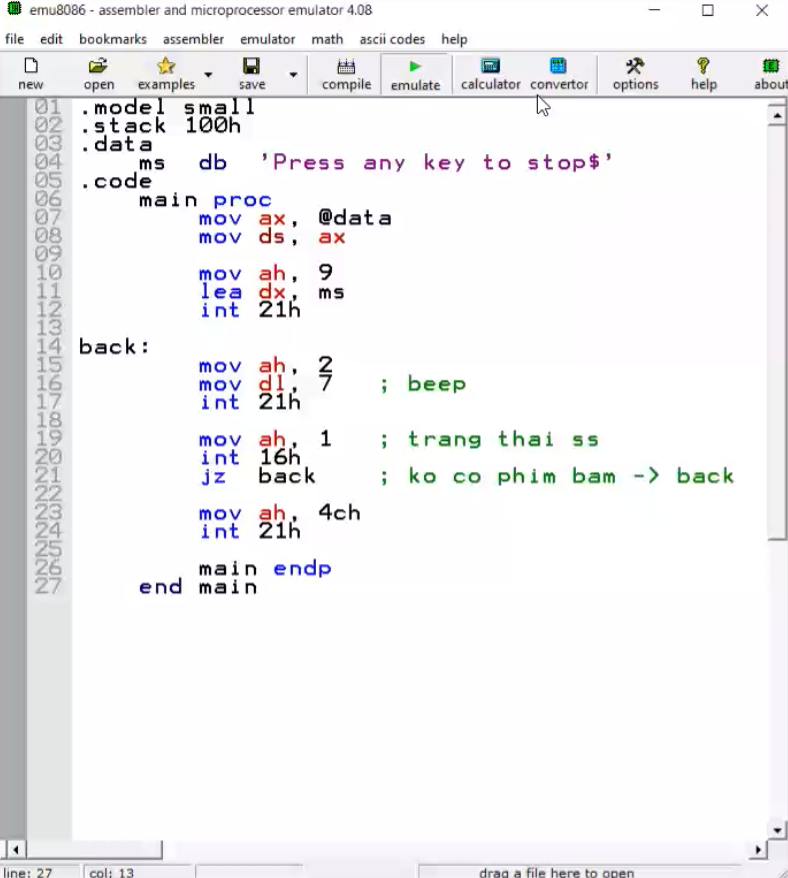 emu8086 - assembler and microprocessor emulator 4.08
file edit bookmarks assembler emulator math ascii codes help
new open examples save compile emulate calculator convertor options help about
01 .model small
02 .stack 100h
03 .data
04 ms db 'Press any key to stop$'
05 .code
06 main proc
07 mov ax, @data
08 mov ds, ax
09
10 mov ah, 9
11 lea dx, ms
12 int 21h
13
14 back:
15 mov ah, 2
16 mov dl, 7 ; beep
17 int 21h
18
19 mov ah, 1 ; trang thai ss
20 int 16h
21 jz back ; ko co phim bam -> back
22
23 mov ah, 4ch
24 int 21h
25
26 main endp
27 end main
line: 27 col: 13 drag a file here to open